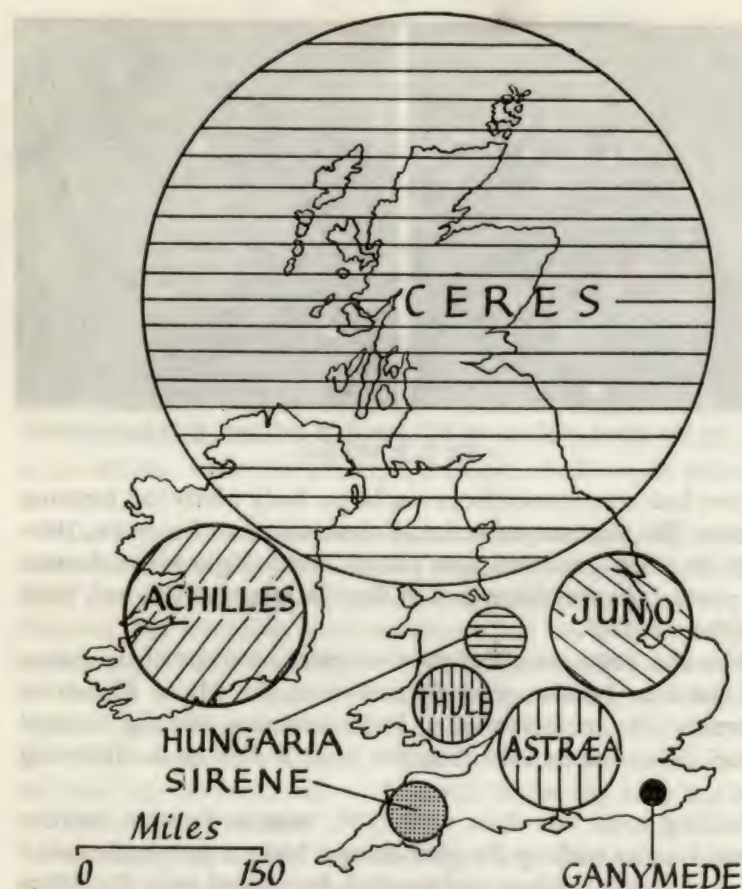 CERES
ACHILLES
JUNO
THULE
HUNGARIA
ASTRÆA
SIRENE
Miles
0 150
GANYMEDE